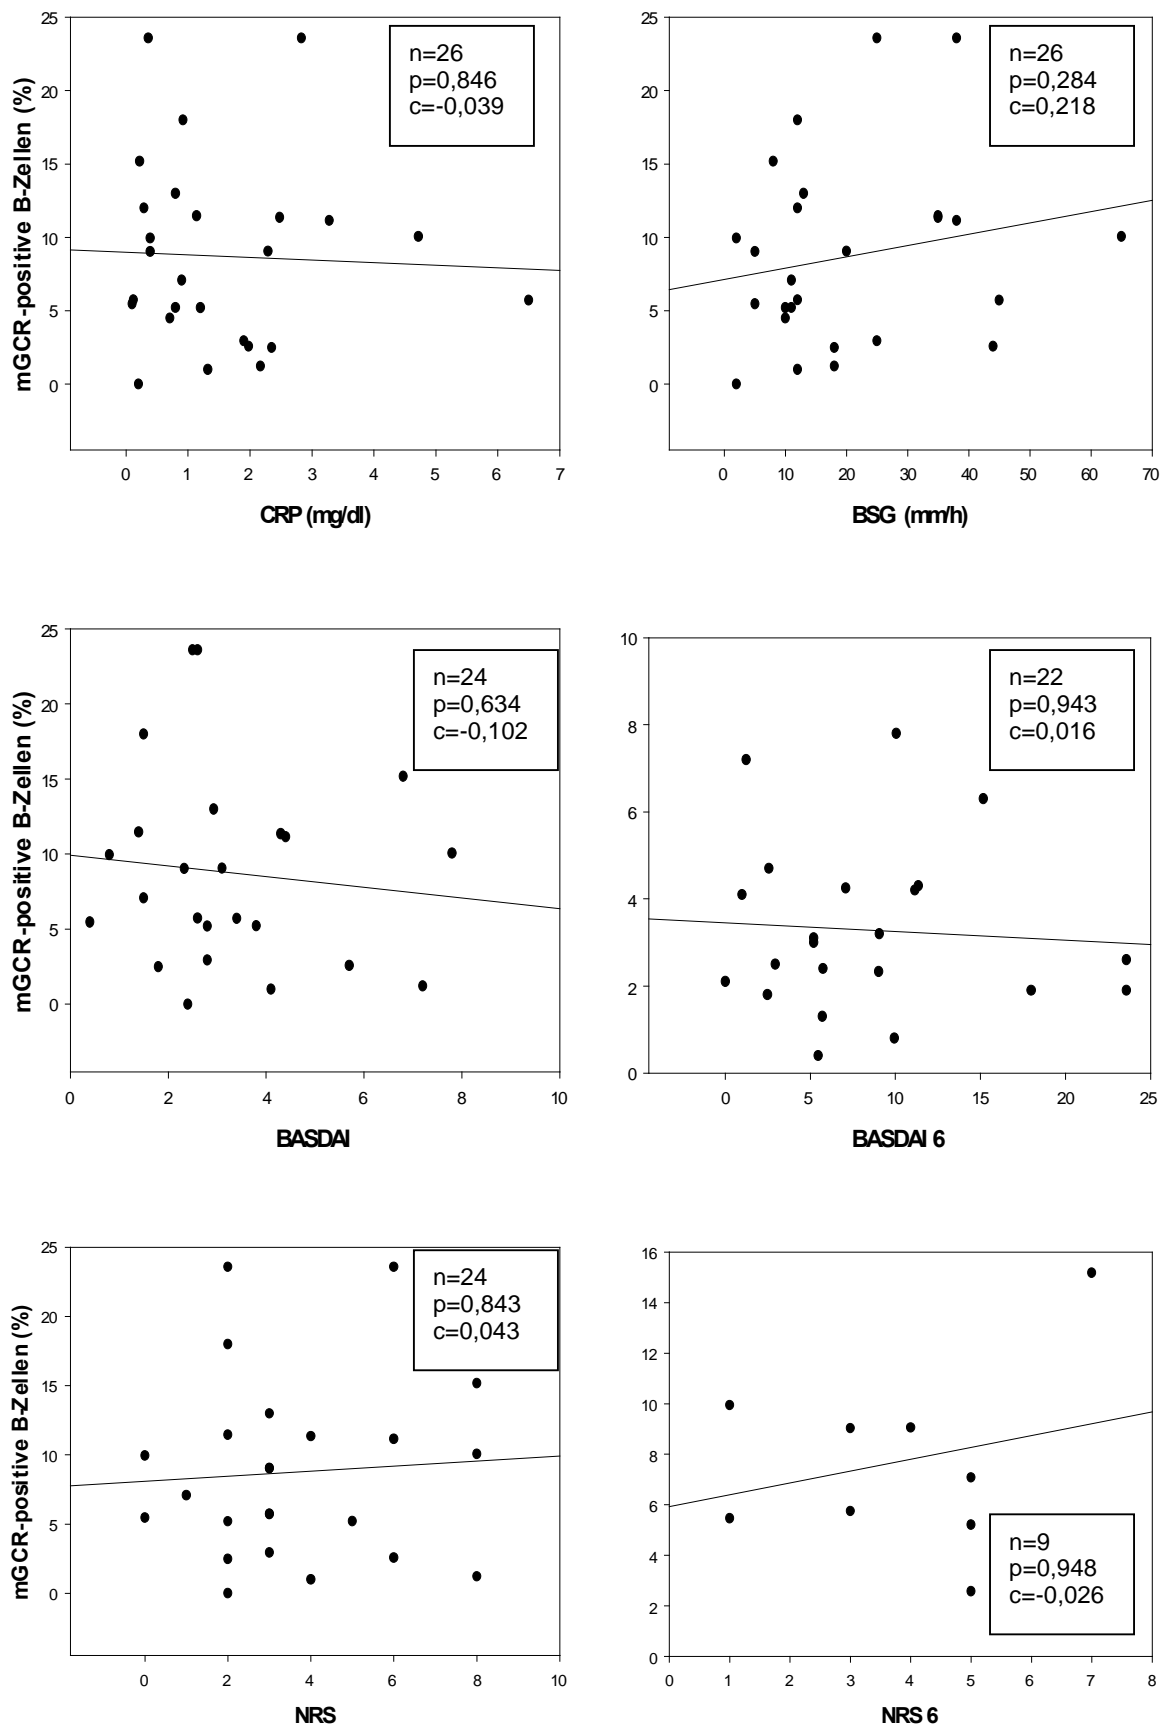 25
20
15
10
5
0
mGCR-positive B-Zellen (%)
n=26
p=0,846
c=-0,039
0 1 2 3 4 5 6 7
CRP (mg/dl)
25
20
15
10
5
0
n=26
p=0,284
c=0,218
0 10 20 30 40 50 60 70
BSG (mm/h)
25
20
15
10
5
0
mGCR-positive B-Zellen (%)
n=24
p=0,634
c=-0,102
0 2 4 6 8 10
BASDAI
10
8
6
4
2
0
n=22
p=0,943
c=0,016
0 5 10 15 20 25
BASDAI 6
25
20
15
10
5
0
mGCR-positive B-Zellen (%)
n=24
p=0,843
c=0,043
0 2 4 6 8 10
NRS
16
14
12
10
8
6
4
2
0
n=9
p=0,948
c=-0,026
0 1 2 3 4 5 6 7 8
NRS 6